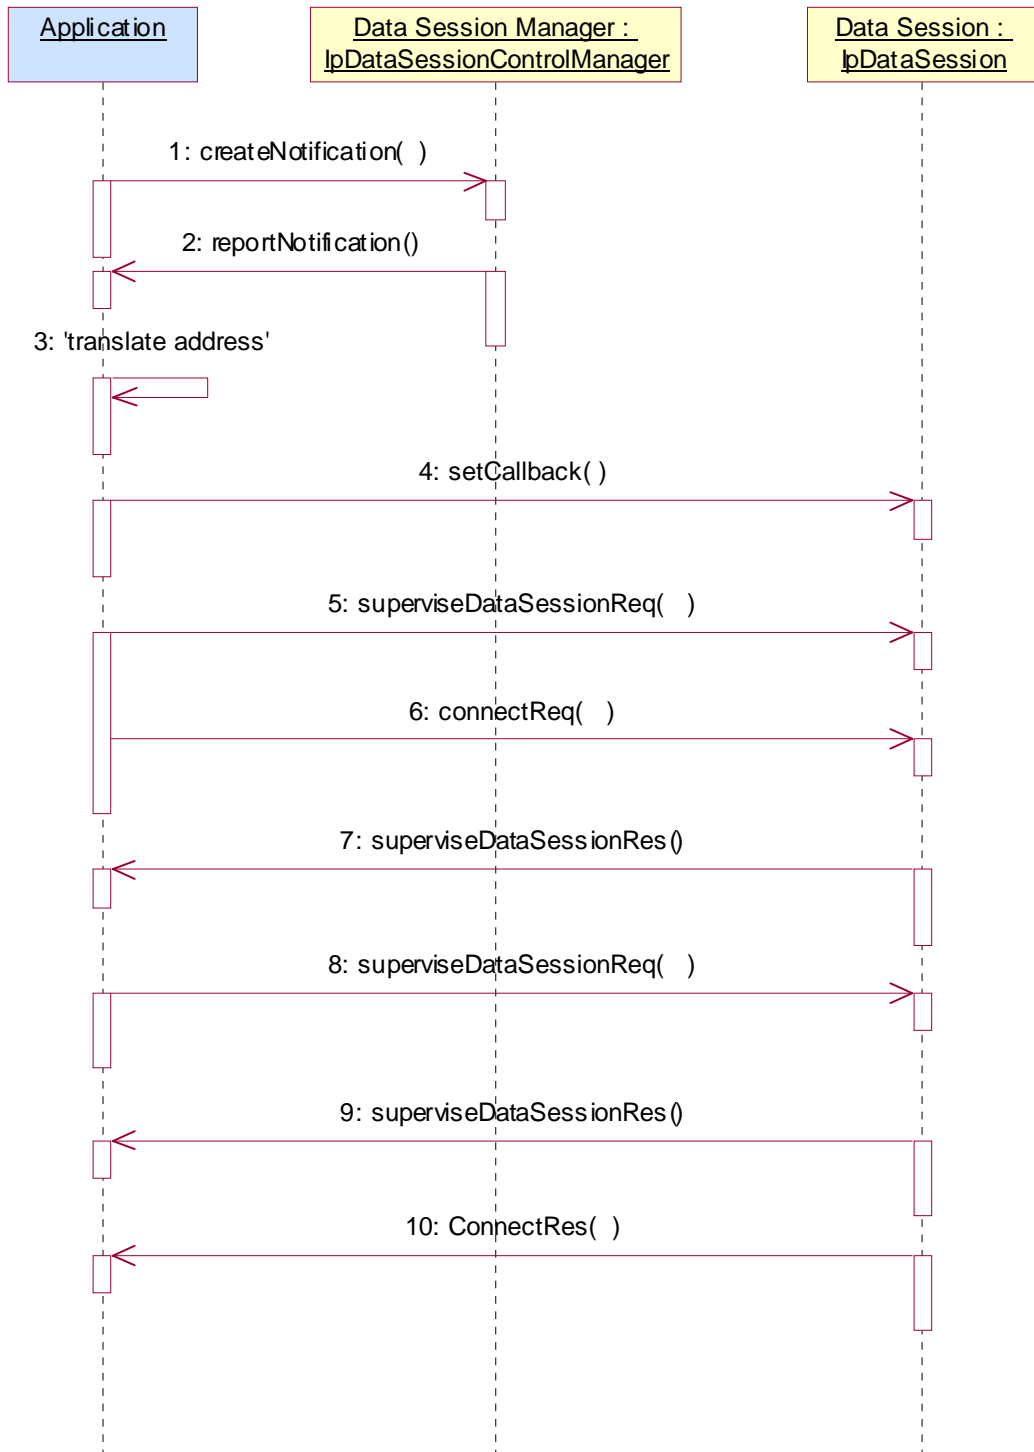 Application
Data Session Manager :
IpDataSessionControlManager
Data Session :
IpDataSession
1: createNotification( )
2: reportNotification()
3: 'translate address'
4: setCallback( )
5: superviseDataSessionReq( )
6: connectReq( )
7: superviseDataSessionRes()
8: superviseDataSessionReq( )
9: superviseDataSessionRes()
10: ConnectRes( )